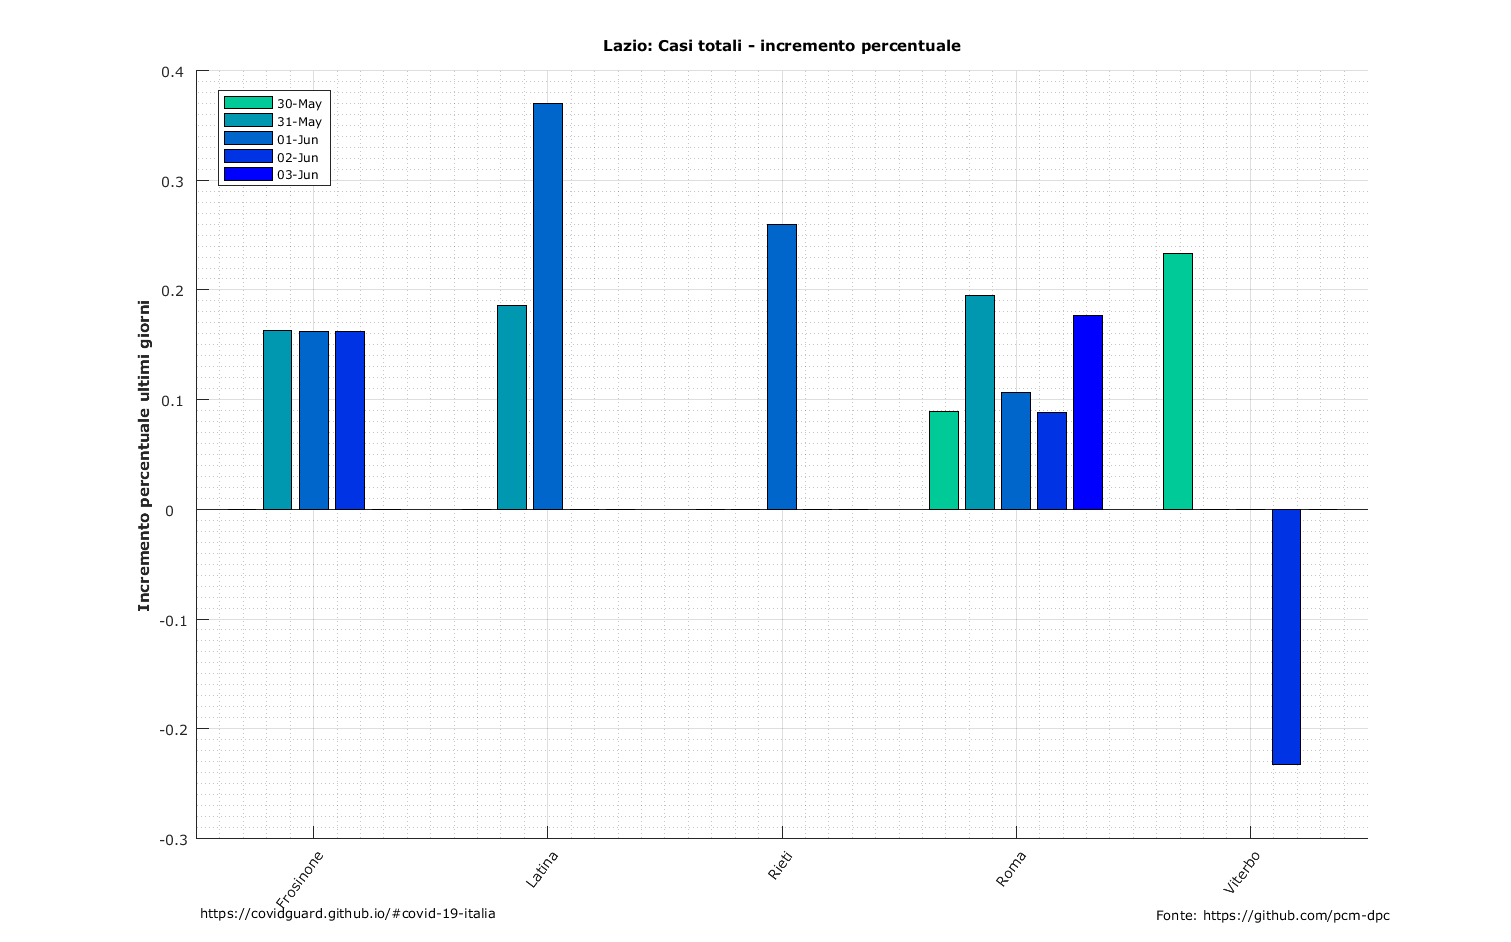 Lazio: Casi totali - incremento percentuale
Incremento percentuale ultimi giorni
0.4
0.3
0.2
0.1
0
-0.1
-0.2
-0.3
30-May
31-May
01-Jun
02-Jun
03-Jun
Frosinone
Latina
Rieti
Roma
Viterbo
https://covidguard.github.io/#covid-19-italia
Fonte: https://github.com/pcm-dpc